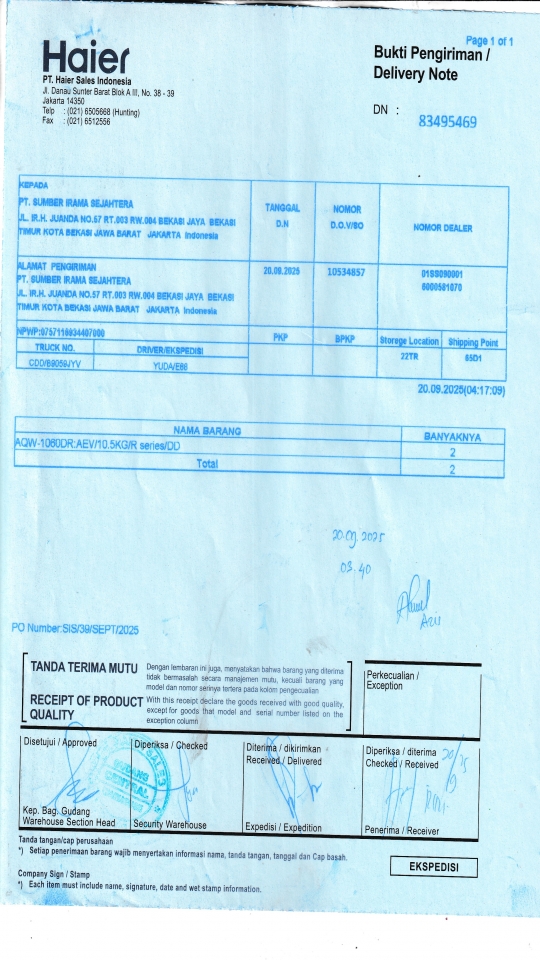 Page 1 of 1
Haier
PT. Haier Sales Indonesia
Jl. Danau Sunter Barat Blok A III, No. 38 - 39
Jakarta 14350
Telp : (021) 6505668 (Hunting)
Fax : (021) 6512556
Bukti Pengiriman /
Delivery Note
DN : 83495469
KEPADA
PT. SUMBER IRAMA SEJAHTERA
JL. IR.H. JUANDA NO.57 RT.003 RW.004 BEKASI JAYA BEKASI
TIMUR KOTA BEKASI JAWA BARAT JAKARTA Indonesia
TANGGAL
D.N
NOMOR
D.O.V/SO
NOMOR DEALER
ALAMAT PENGIRIMAN
PT. SUMBER IRAMA SEJAHTERA
JL. IR.H. JUANDA NO.57 RT.003 RW.004 BEKASI JAYA BEKASI
TIMUR KOTA BEKASI JAWA BARAT JAKARTA Indonesia
20.09.2025
10534857
01SS090001
0000581070
NPWP:0757116934407000
PKP
BPKP
Storege Location
Shipping Point
TRUCK NO.
DRIVER/EKSPEDISI
22TR
65D1
CDD/B9059JYV
YUDA/E66
20.09.2025(04:17:09)
NAMA BARANG
BANYAKNYA
AQW-1060DR:AEV/10.5KG/R series/DD
2
Total
2
20.09.2025
03.40
Azis
PO Number:SIS/39/SEPT/2025
TANDA TERIMA MUTU
Dengan lembaran ini juga, menyatakan bahwa barang yang diterima
tidak bermasalah secara manajemen mutu, kecuali barang yang
model dan nomor serinya tertera pada kolom pengecualian
RECEIPT OF PRODUCT
QUALITY
With this receipt declare the goods received with good quality,
except for goods that model and serial number listed on the
exception column
Perkecualian /
Exception
Disetujui / Approved
Diperiksa / Checked
Diterima / dikirimkan
Received / Delivered
Diperiksa / diterima
Checked / Received
GUDANG
CENTRAL
Kep. Bag. Gudang
Warehouse Section Head
Security Warehouse
Expedisi / Expedition
Penerima / Receiver
Tanda tangan/cap perusahaan
*) Setiap penerimaan barang wajib menyertakan informasi nama, tanda tangan, tanggal dan Cap basah.
EKSPEDISI
Company Sign / Stamp
*) Each item must include name, signature, date and wet stamp information.